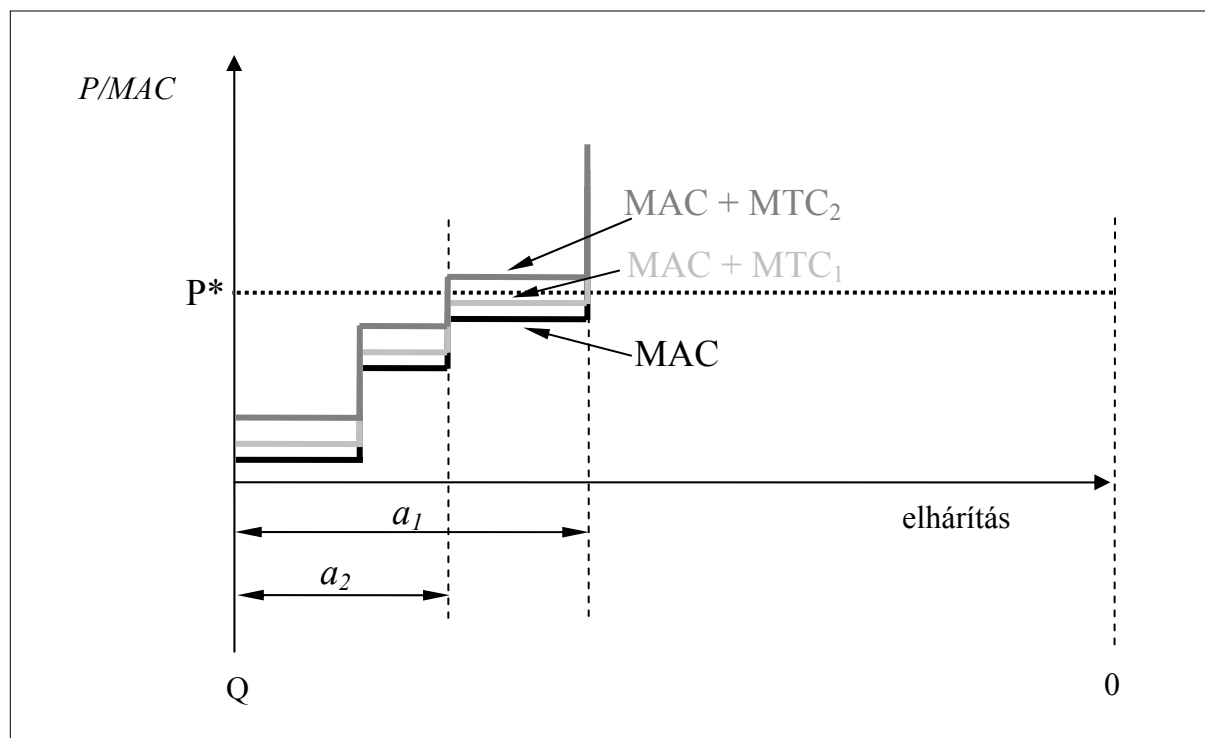 P/MAC
MAC + MTC₂
MAC + MTC₁
P*
MAC
elhárítás
a₁
a₂
Q
0